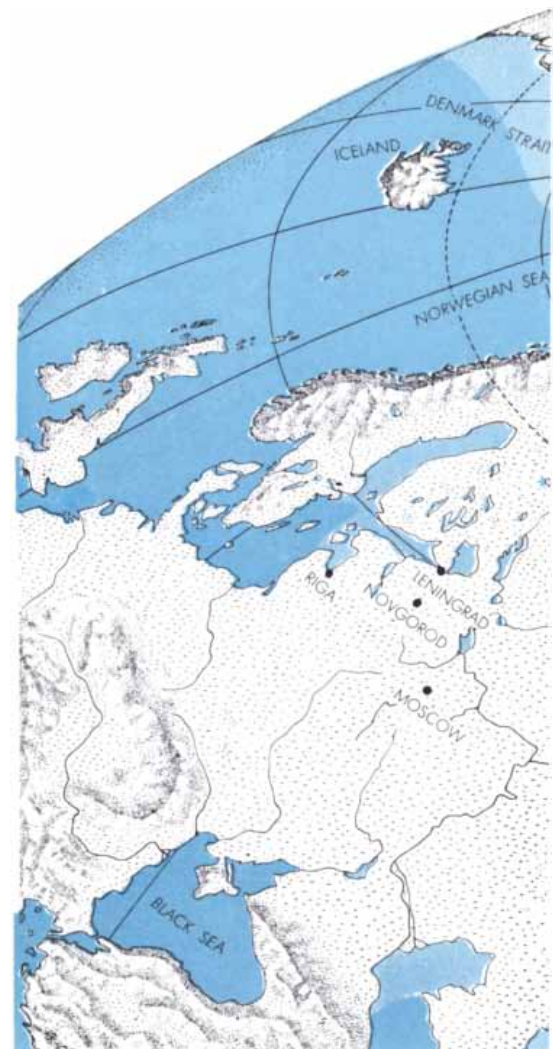 DENMARK STRAIT
ICELAND
NORWEGIAN SEA
RIGA
NOVGOROD
LENINGRAD
MOSCOW
BLACK SEA